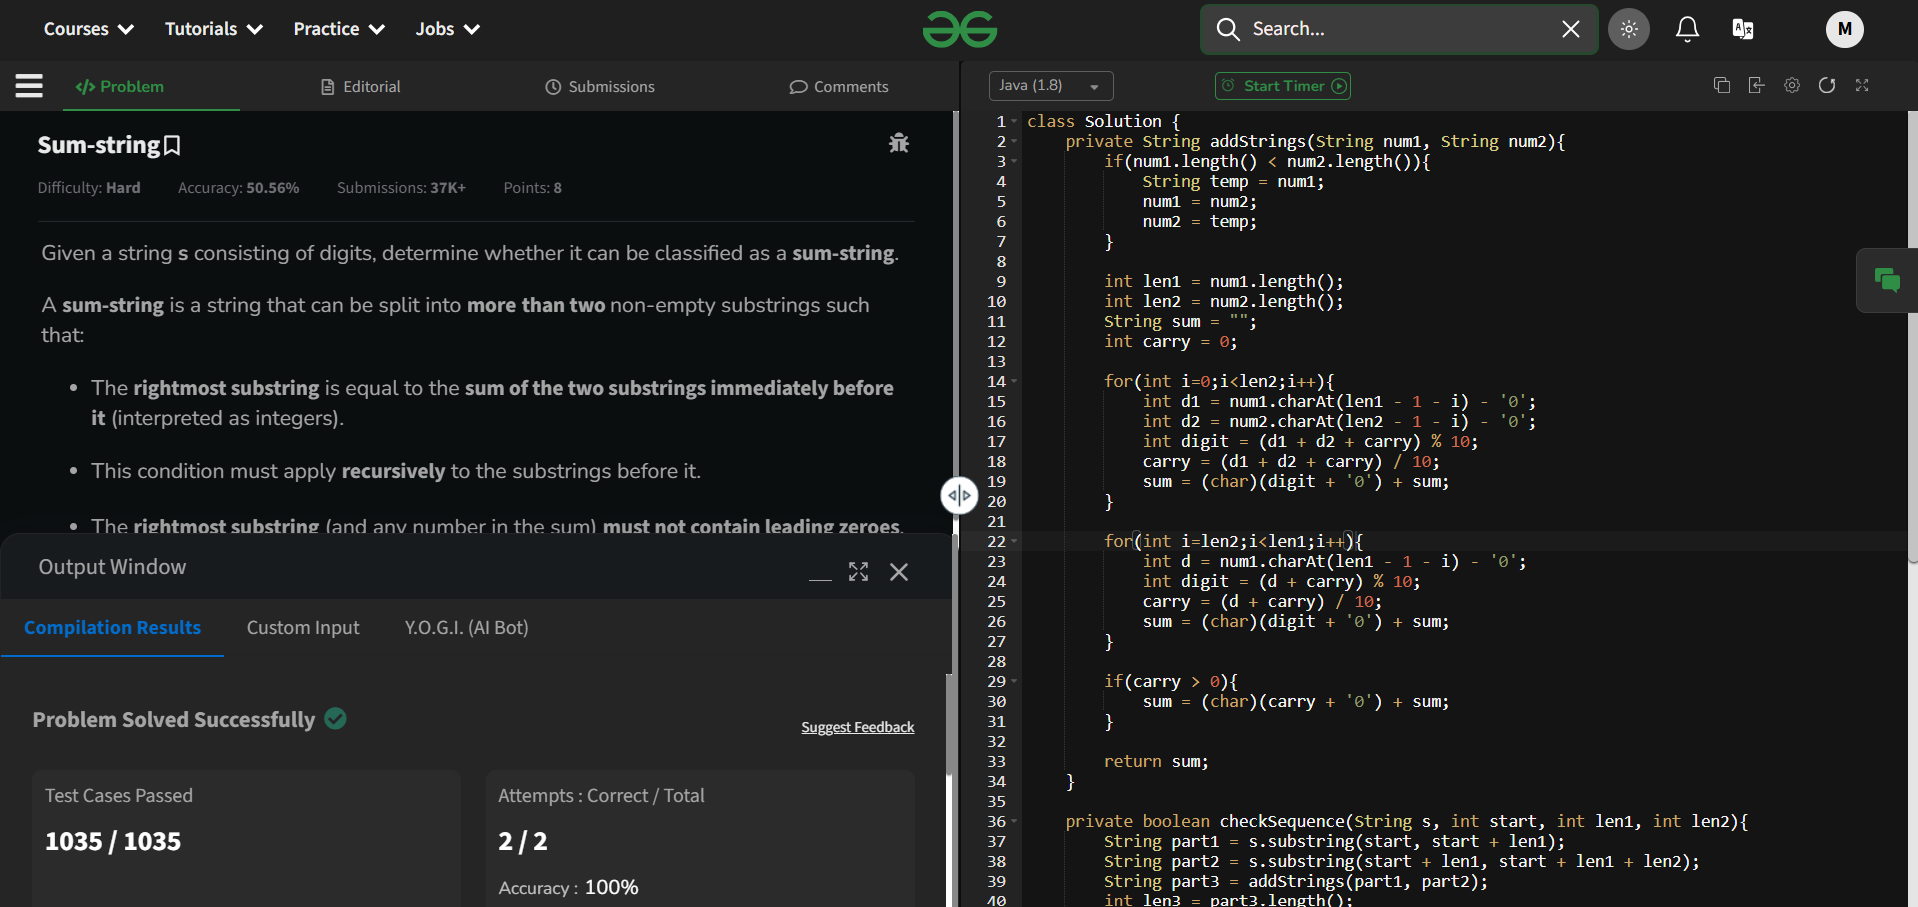 Courses Tutorials Practice Jobs Search... M
</> Problem Editorial Submissions Comments
Java (1.8) Start Timer
Sum-string
Difficulty: Hard Accuracy: 50.56% Submissions: 37K+ Points: 8
Given a string s consisting of digits, determine whether it can be classified as a sum-string.
A sum-string is a string that can be split into more than two non-empty substrings such
that:
• The rightmost substring is equal to the sum of the two substrings immediately before
it (interpreted as integers).
• This condition must apply recursively to the substrings before it.
• The rightmost substring (and any number in the sum) must not contain leading zeroes.
Output Window
Compilation Results Custom Input Y.O.G.I. (AI Bot)
Problem Solved Successfully
Suggest Feedback
Test Cases Passed
1035 / 1035
Attempts : Correct / Total
2 / 2
Accuracy : 100%
1 class Solution {
2 private String addStrings(String num1, String num2){
3 if(num1.length() < num2.length()){
4 String temp = num1;
5 num1 = num2;
6 num2 = temp;
7 }
8
9 int len1 = num1.length();
10 int len2 = num2.length();
11 String sum = "";
12 int carry = 0;
13
14 for(int i=0;i<len2;i++){
15 int d1 = num1.charAt(len1 - 1 - i) - '0';
16 int d2 = num2.charAt(len2 - 1 - i) - '0';
17 int digit = (d1 + d2 + carry) % 10;
18 carry = (d1 + d2 + carry) / 10;
19 sum = (char)(digit + '0') + sum;
20 }
21
22 for(int i=len2;i<len1;i++){
23 int d = num1.charAt(len1 - 1 - i) - '0';
24 int digit = (d + carry) % 10;
25 carry = (d + carry) / 10;
26 sum = (char)(digit + '0') + sum;
27 }
28
29 if(carry > 0){
30 sum = (char)(carry + '0') + sum;
31 }
32
33 return sum;
34 }
35
36 private boolean checkSequence(String s, int start, int len1, int len2){
37 String part1 = s.substring(start, start + len1);
38 String part2 = s.substring(start + len1, start + len1 + len2);
39 String part3 = addStrings(part1, part2);
40 int len3 = part3.length();